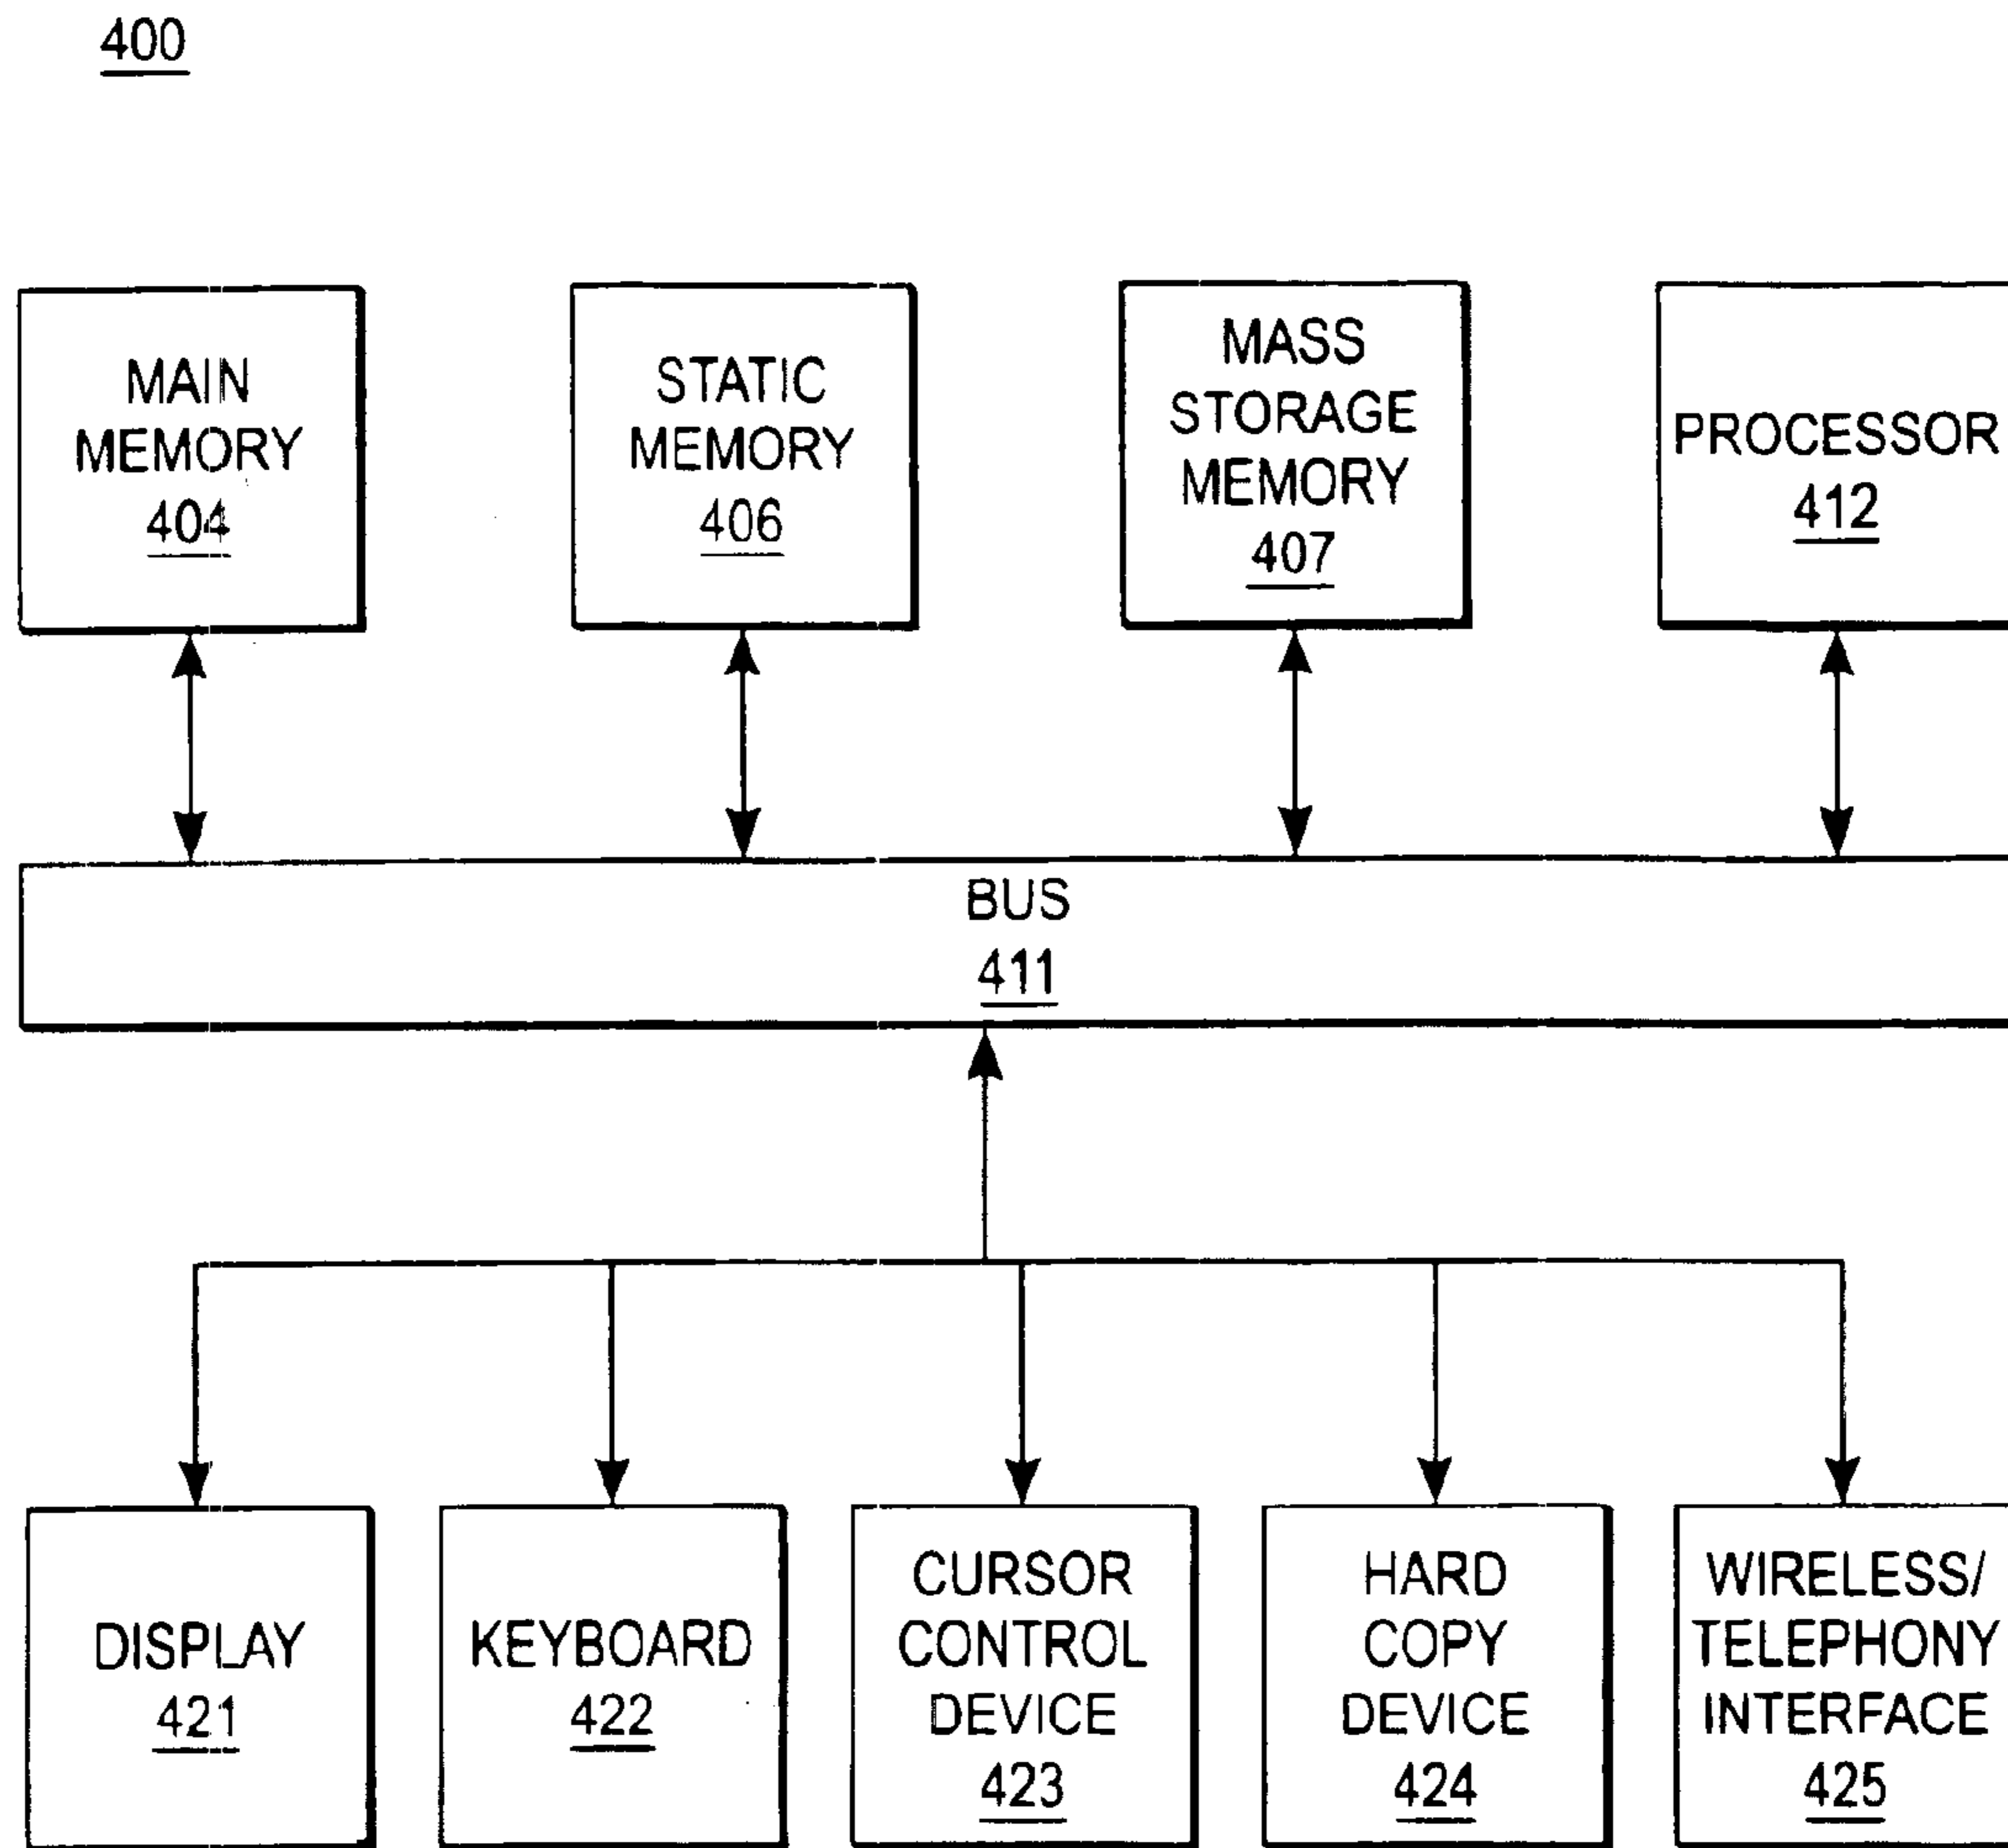 400
MAIN
MEMORY
404
STATIC
MEMORY
406
MASS
STORAGE
MEMORY
407
PROCESSOR
412
BUS
411
DISPLAY
421
KEYBOARD
422
CURSOR
CONTROL
DEVICE
423
HARD
COPY
DEVICE
424
WIRELESS/
TELEPHONY
INTERFACE
425